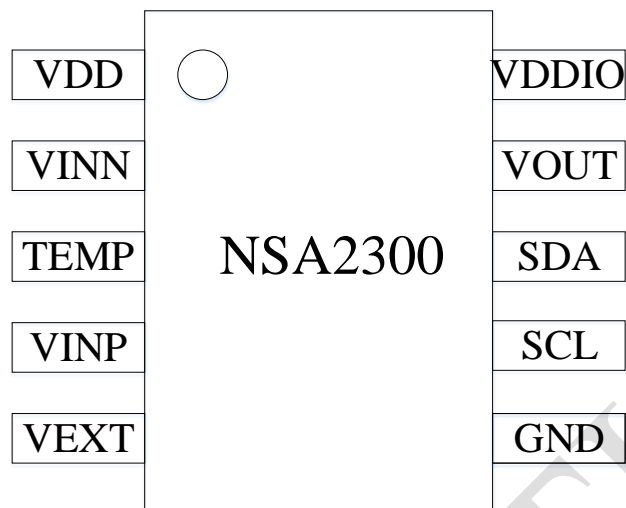 VDD
VDDIO
VINN
VOUT
TEMP
NSA2300
SDA
VINP
SCL
VEXT
GND